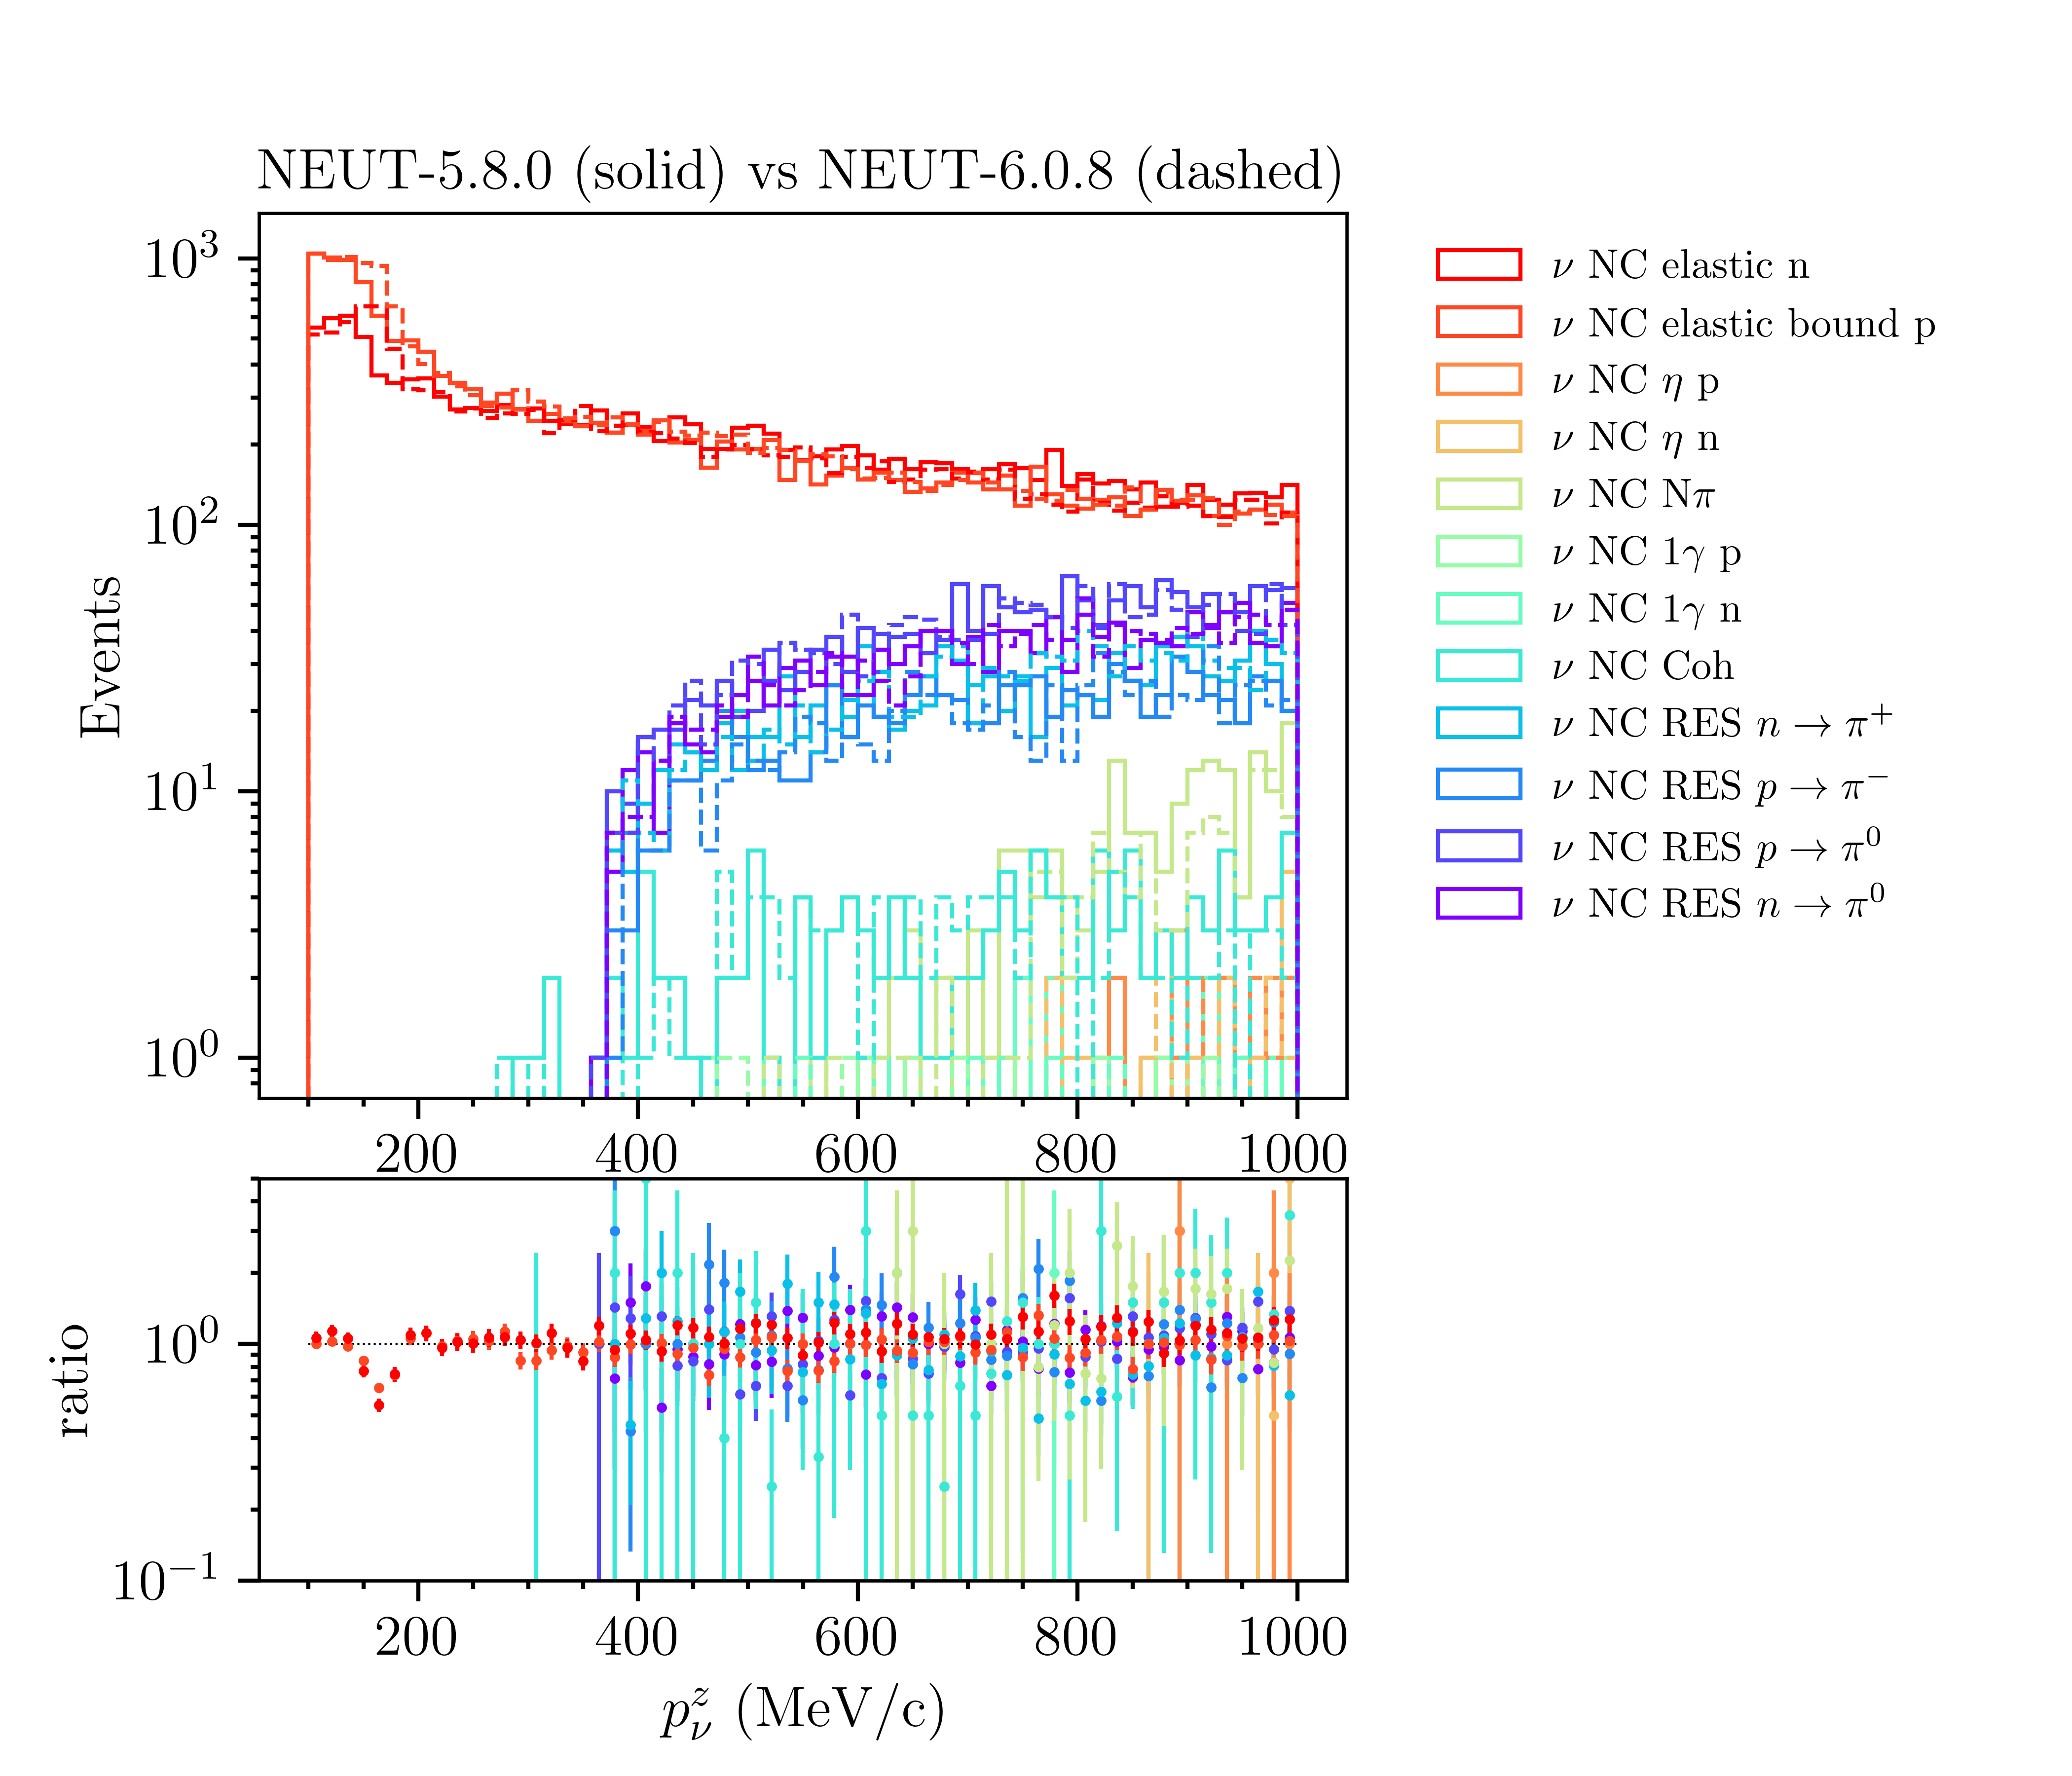 NEUT-5.8.0 (solid) vs NEUT-6.0.8 (dashed)
Events
10³
10²
10¹
10⁰
200 400 600 800 1000
ν NC elastic n
ν NC elastic bound p
ν NC η p
ν NC η n
ν NC Nπ
ν NC 1γ p
ν NC 1γ n
ν NC Coh
ν NC RES n → π⁺
ν NC RES p → π⁻
ν NC RES p → π⁰
ν NC RES n → π⁰
ratio
10⁰
10⁻¹
200 400 600 800 1000
p_ν^z (MeV/c)